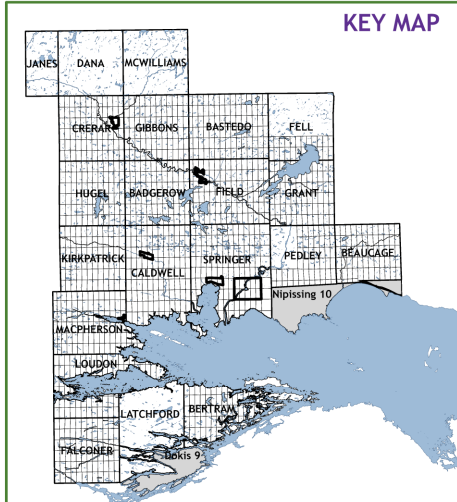 KEY MAP
JANES DANA MCWILLIAMS
CRERAR GIBBONS BASTEDO FELL
HUGEL BADGEROW FIELD GRANT
KIRKPATRICK CALDWELL SPRINGER PEDLEY BEAUCAGE
Nipissing 10
MACPHERSON
LOUDON
LATCHFORD BERTRAM
FALCONER Dokis 9